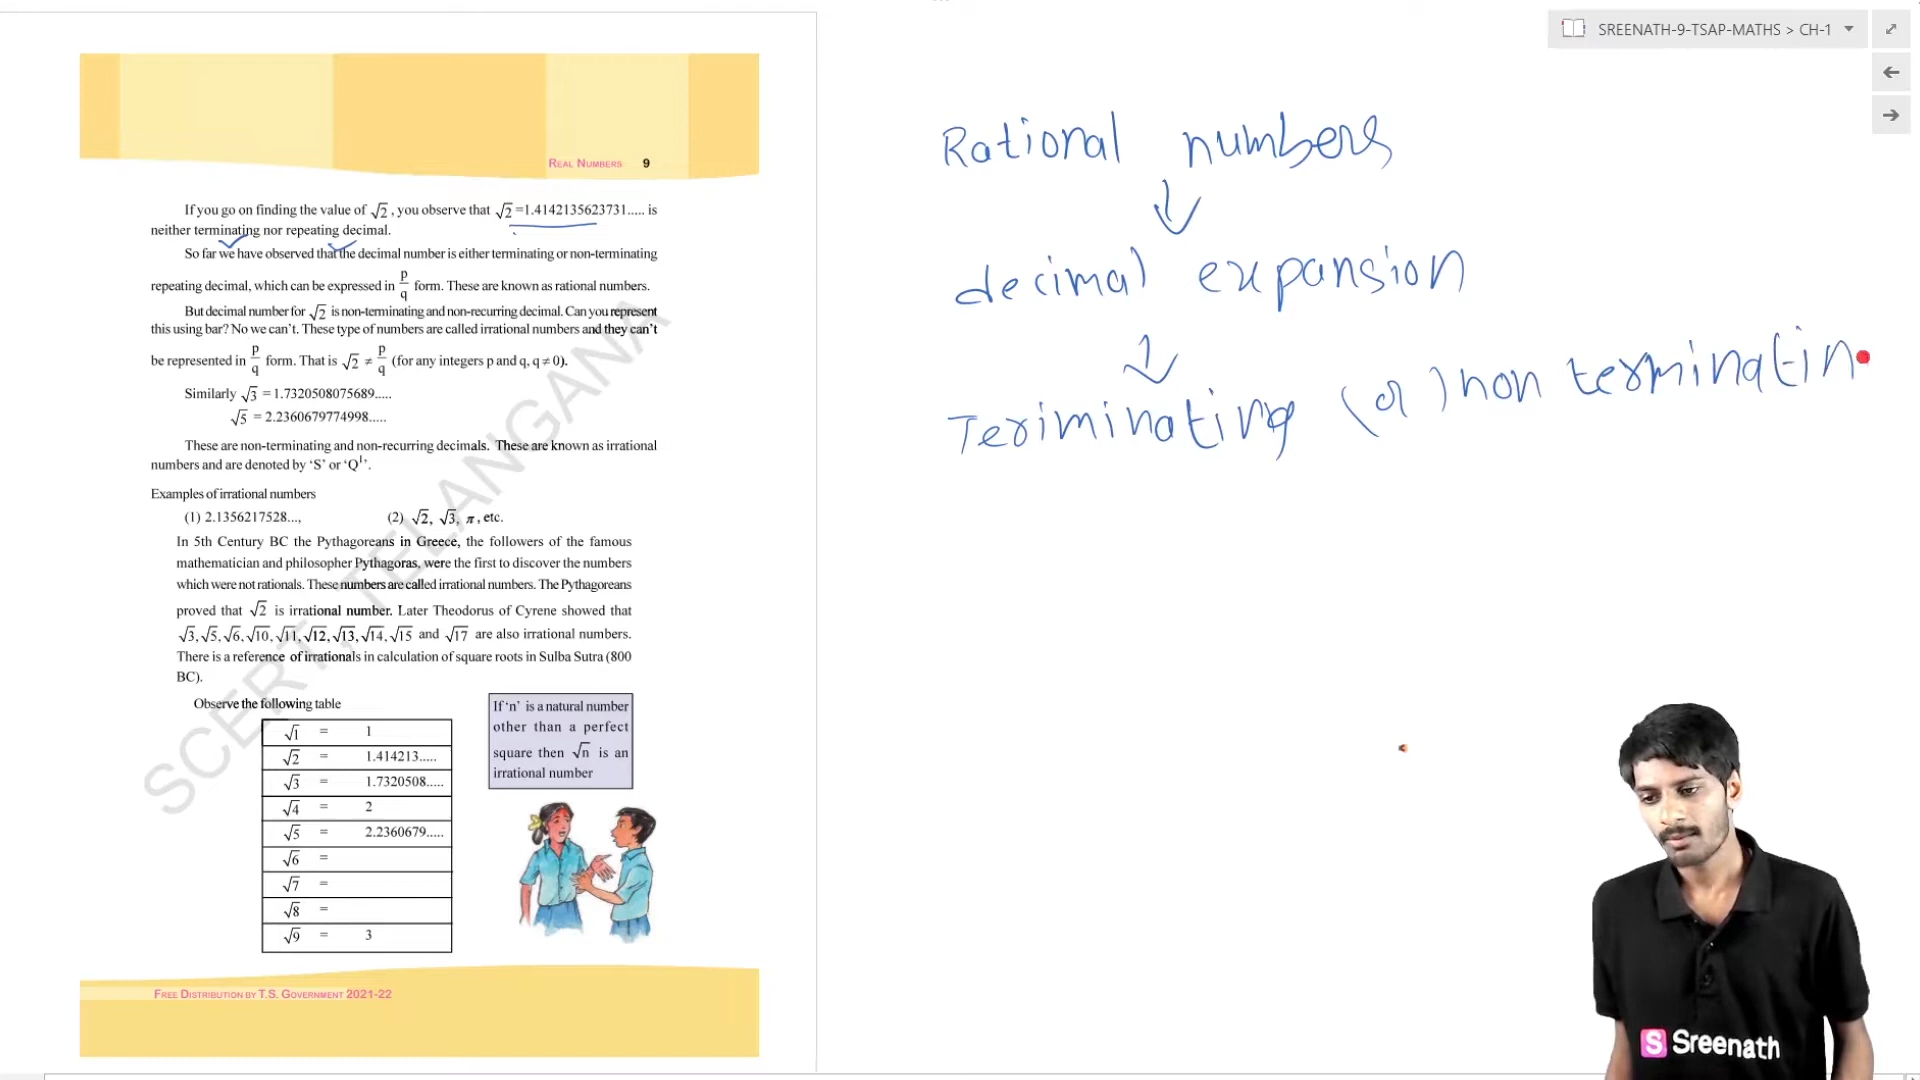 SREENATH-9-TSAP-MATHS > CH-1
REAL NUMBERS 9
If you go on finding the value of √2 , you observe that √2 =1.4142135623731..... is
neither terminating nor repeating decimal.
So far we have observed that the decimal number is either terminating or non-terminating
repeating decimal, which can be expressed in p/q form. These are known as rational numbers.
But decimal number for √2 is non-terminating and non-recurring decimal. Can you represent
this using bar? No we can't. These type of numbers are called irrational numbers and they can't
be represented in p/q form. That is √2 ≠ p/q (for any integers p and q, q ≠ 0).
Similarly √3 = 1.7320508075689.....
√5 = 2.2360679774998.....
These are non-terminating and non-recurring decimals. These are known as irrational
numbers and are denoted by 'S' or 'Q¹'.
Examples of irrational numbers
(1) 2.1356217528..., (2) √2, √3, π, etc.
In 5th Century BC the Pythagoreans in Greece, the followers of the famous
mathematician and philosopher Pythagoras, were the first to discover the numbers
which were not rationals. These numbers are called irrational numbers. The Pythagoreans
proved that √2 is irrational number. Later Theodorus of Cyrene showed that
√3, √5, √6, √10, √11, √12, √13, √14, √15 and √17 are also irrational numbers.
There is a reference of irrationals in calculation of square roots in Sulba Sutra (800
BC).
Observe the following table
√1 = 1
√2 = 1.414213.....
√3 = 1.7320508.....
√4 = 2
√5 = 2.2360679.....
√6 =
√7 =
√8 =
√9 = 3
If 'n' is a natural number
other than a perfect
square then √n is an
irrational number
FREE DISTRIBUTION BY T.S. GOVERNMENT 2021-22
SCERT, TELANGANA
Rational numbers
decimal expansion
Teriminating (or) non terminatin
S Sreenath